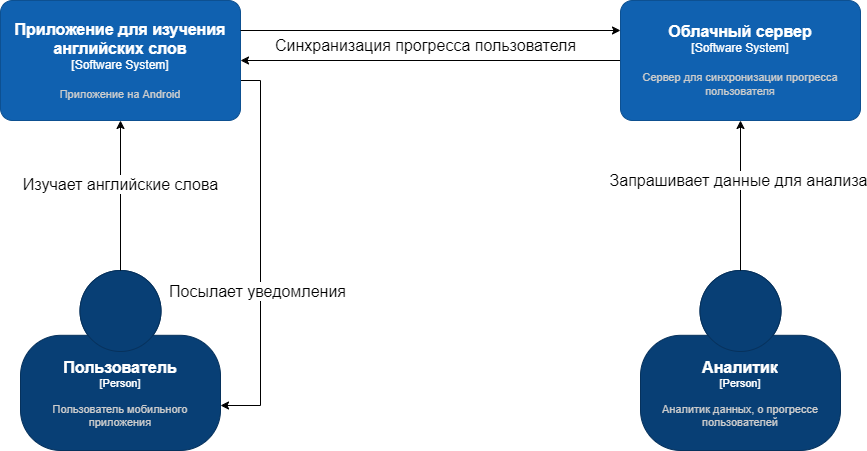 Приложение для изучения
английских слов
[Software System]
Приложение на Android
Синхранизация прогресса пользователя
Облачный сервер
[Software System]
Сервер для синхронизации прогресса
пользователя
Изучает английские слова
Запрашивает данные для анализа
Посылает уведомления
Пользователь
[Person]
Пользователь мобильного
приложения
Аналитик
[Person]
Аналитик данных, о прогрессе
пользователей